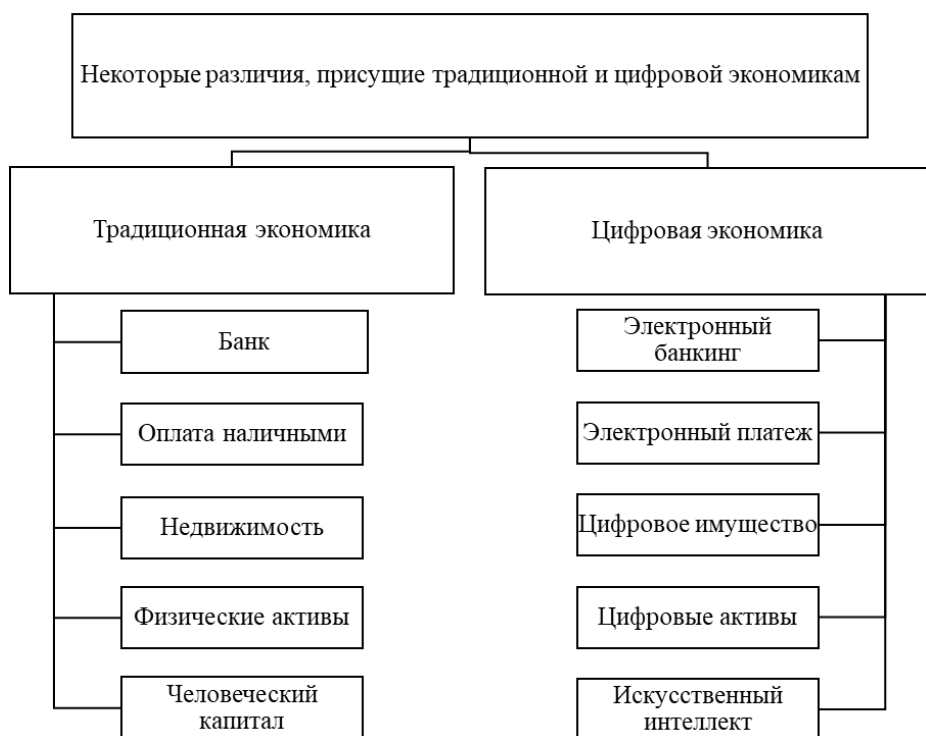 Некоторые различия, присущие традиционной и цифровой экономикам
Традиционная экономика
Банк
Оплата наличными
Недвижимость
Физические активы
Человеческий
капитал
Цифровая экономика
Электронный
банкинг
Электронный платеж
Цифровое имущество
Цифровые активы
Искусственный
интеллект